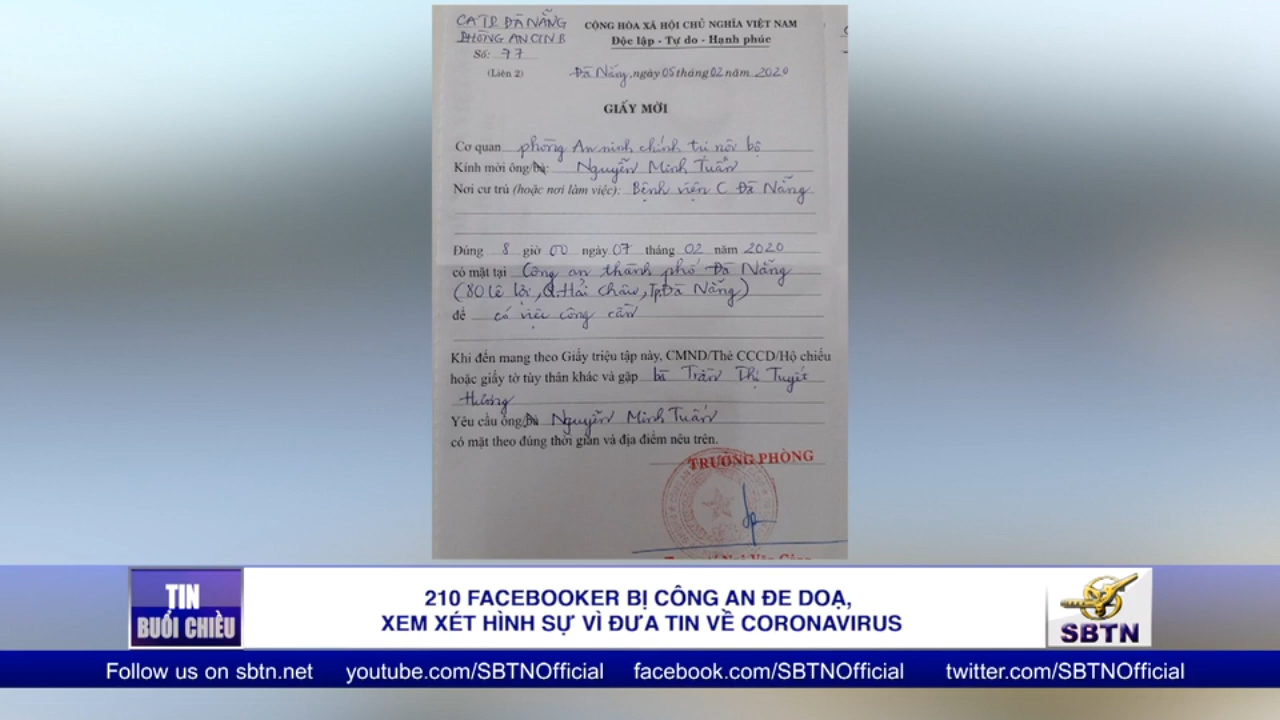 CA TP ĐÀ NẴNG
PHÒNG ANCTNB
Số: 77
(Liên 2)
CỘNG HÒA XÃ HỘI CHỦ NGHĨA VIỆT NAM
Độc lập - Tự do - Hạnh phúc
Đà Nẵng, ngày 05 tháng 02 năm 2020
GIẤY MỜI
Cơ quan phòng An ninh chính trị nội bộ
Kính mời ông/bà: Nguyễn Minh Tuấn
Nơi cư trú (hoặc nơi làm việc): Bệnh viện C Đà Nẵng
Đúng 8 giờ 00 ngày 07 tháng 02 năm 2020
có mặt tại Công an thành phố Đà Nẵng
(80 Lê Lợi, Q.Hải Châu, Tp.Đà Nẵng)
để có việc công cần
Khi đến mang theo Giấy triệu tập này, CMND/Thẻ CCCD/Hộ chiếu
hoặc giấy tờ tùy thân khác và gặp bà Trần Thị Tuyết
Hương
Yêu cầu ông/bà Nguyễn Minh Tuấn
có mặt theo đúng thời gian và địa điểm nêu trên.
TRƯỞNG PHÒNG
TIN
BUỔI CHIỀU
210 FACEBOOKER BỊ CÔNG AN ĐE DOẠ,
XEM XÉT HÌNH SỰ VÌ ĐƯA TIN VỀ CORONAVIRUS
SBTN
Follow us on sbtn.net youtube.com/SBTNOfficial facebook.com/SBTNOfficial twitter.com/SBTNOfficial